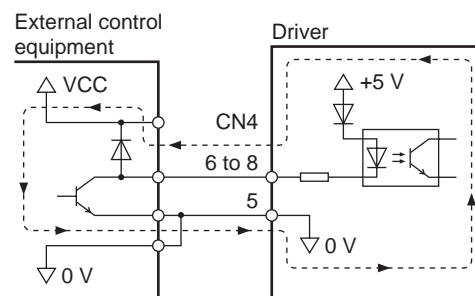 External control
equipment
Driver
VCC
+5 V
CN4
6 to 8
5
0 V
0 V